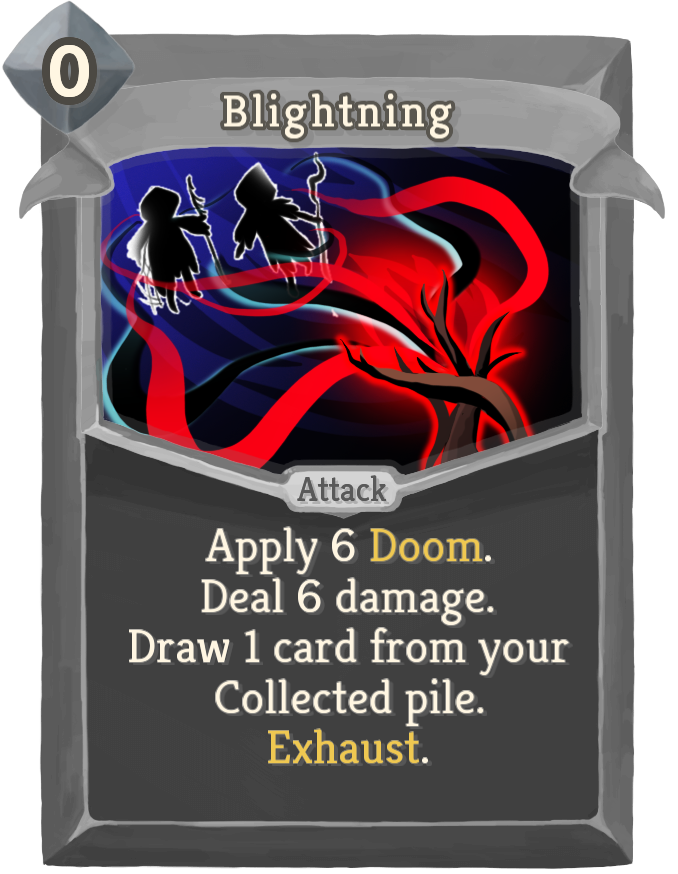 0
Blightning
Attack
Apply 6 Doom.
Deal 6 damage.
Draw 1 card from your
Collected pile.
Exhaust.